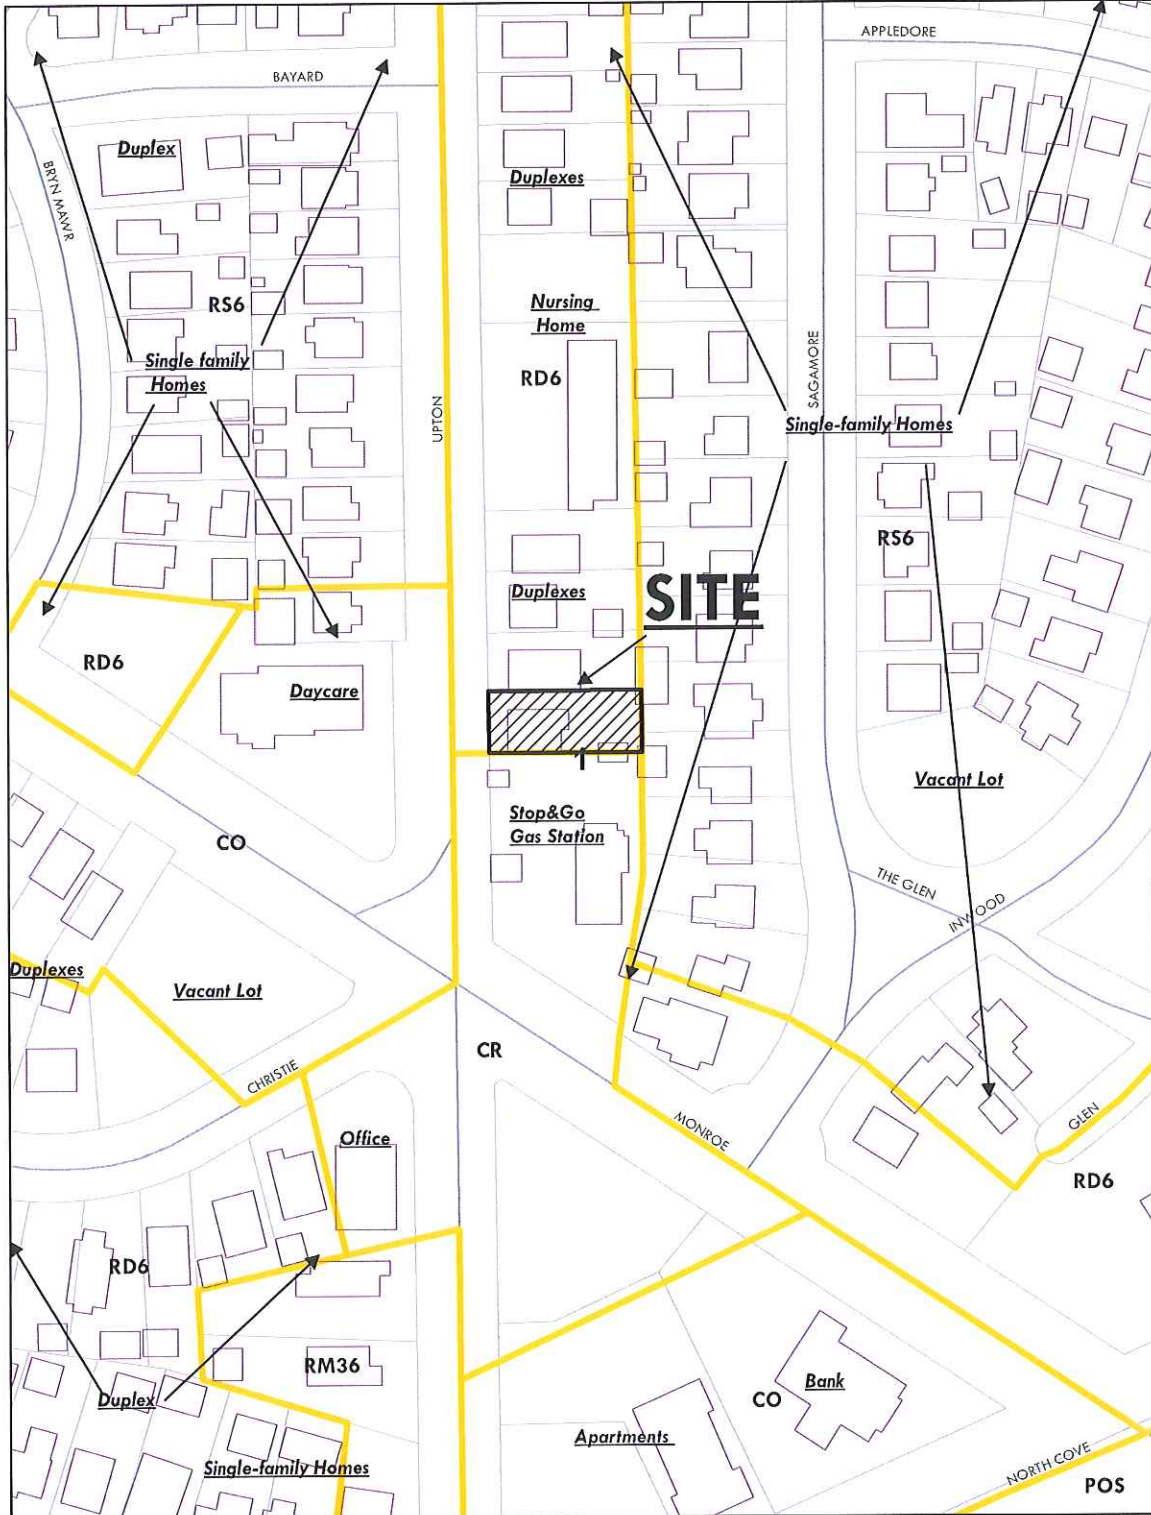 APPLEDORE
BAYARD
Duplex
BRYN MAWR
Duplexes
RS6
Nursing
Home
Single family
Homes
RD6
UPTON
SAGAMORE
Single-family Homes
RS6
Duplexes
SITE
RD6
Daycare
Vacant Lot
Stop&Go
Gas Station
CO
THE GLEN
INWOOD
Duplexes
Vacant Lot
CR
CHRISTIE
MONROE
GLEN
Office
RD6
RD6
RM36
Duplex
CO
Bank
Apartments
Single-family Homes
NORTH COVE
POS